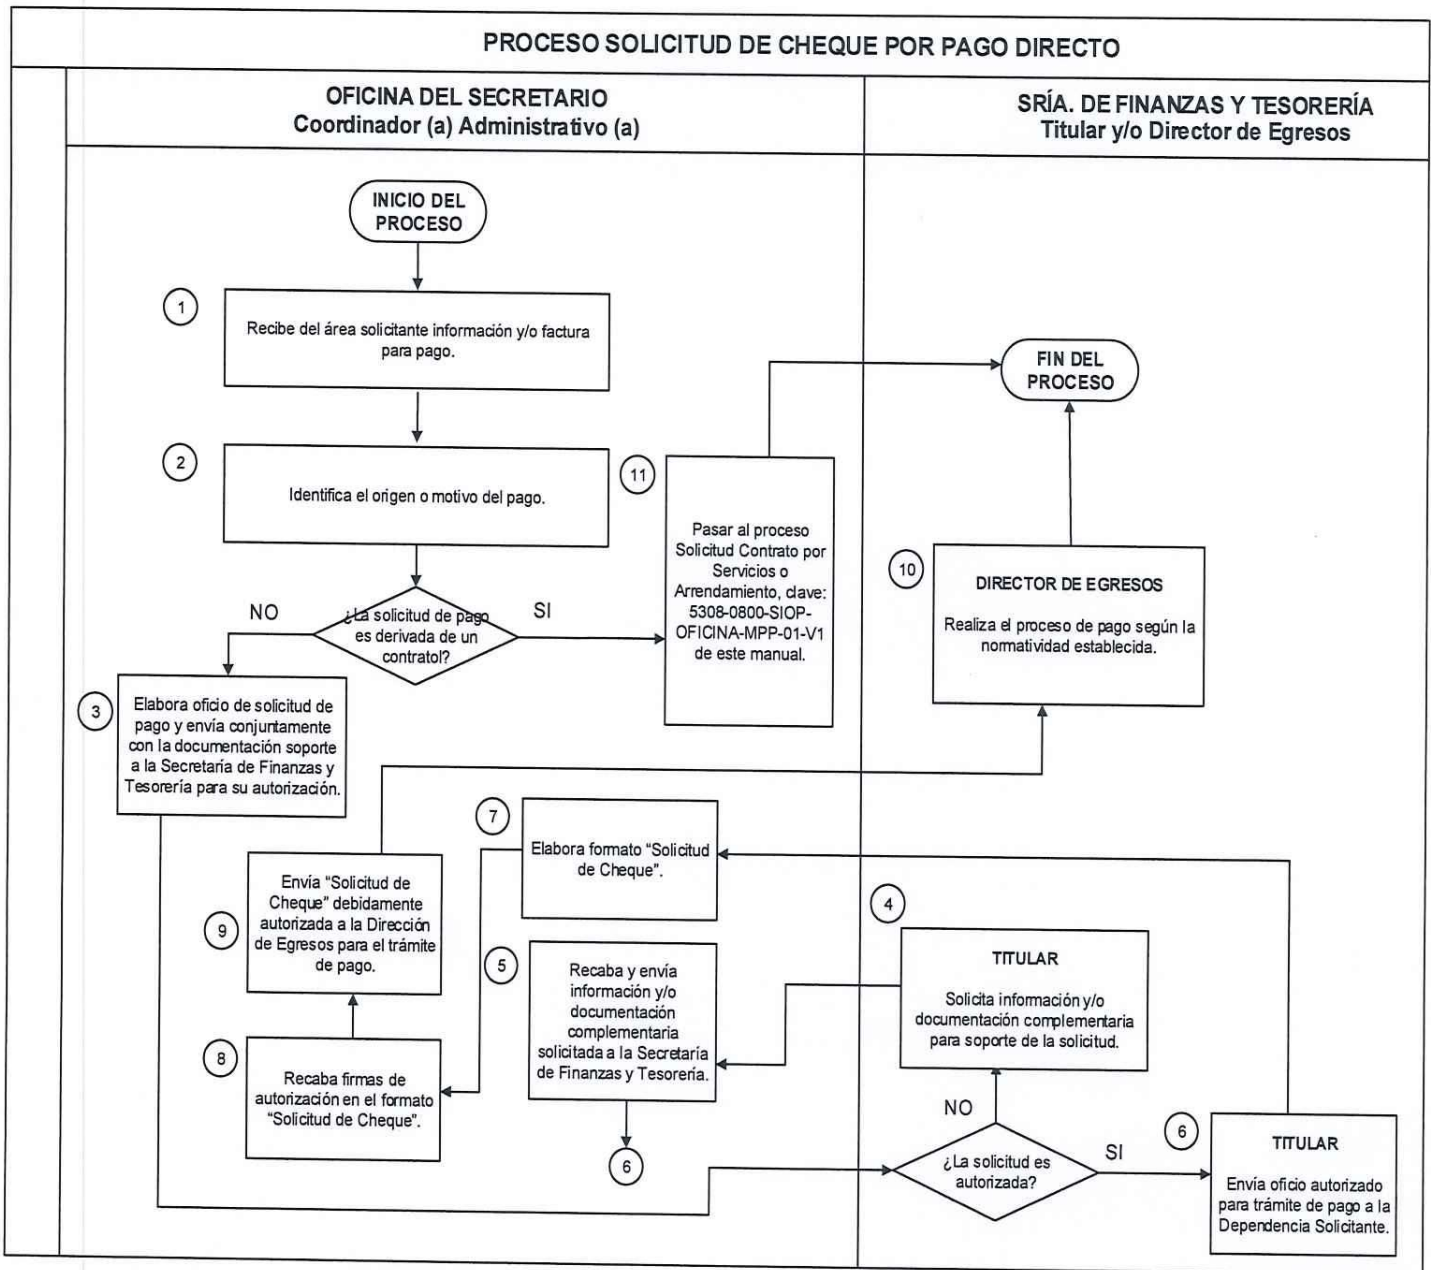 PROCESO SOLICITUD DE CHEQUE POR PAGO DIRECTO
OFICINA DEL SECRETARIO
Coordinador (a) Administrativo (a)
SRÍA. DE FINANZAS Y TESORERÍA
Titular y/o Director de Egresos
INICIO DEL
PROCESO
1
Recibe del área solicitante información y/o factura
para pago.
2
Identifica el origen o motivo del pago.
¿La solicitud de pago
es derivada de un
contratol?
NO
SI
11
Pasar al proceso
Solicitud Contrato por
Servicios o
Arrendamiento, clave:
5308-0800-SIOP-
OFICINA-MPP-01-V1
de este manual.
FIN DEL
PROCESO
10
DIRECTOR DE EGRESOS
Realiza el proceso de pago según la
normatividad establecida.
3
Elabora oficio de solicitud de
pago y envía conjuntamente
con la documentación soporte
a la Secretaría de Finanzas y
Tesorería para su autorización.
7
Elabora formato "Solicitud
de Cheque".
9
Envía "Solicitud de
Cheque" debidamente
autorizada a la Dirección
de Egresos para el trámite
de pago.
4
TITULAR
Solicita información y/o
documentación complementaria
para soporte de la solicitud.
5
Recaba y envía
información y/o
documentación
complementaria
solicitada a la Secretaría
de Finanzas y Tesorería.
8
Recaba firmas de
autorización en el formato
"Solicitud de Cheque".
6
NO
¿La solicitud es
autorizada?
SI
6
TITULAR
Envía oficio autorizado
para trámite de pago a la
Dependencia Solicitante.